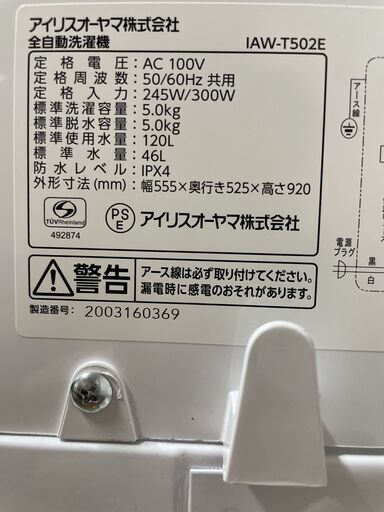 アイリスオーヤマ株式会社
全自動洗濯機 IAW-T502E
定格電圧:AC 100V
定格周波数:50/60Hz 共用
定格入力:245W/300W
標準洗濯容量:5.0kg
標準脱水容量:5.0kg
標準使用水量:120L
標準水量:46L
防水レベル:IPX4
外形寸法(mm):幅555×奥行き525×高さ920
S
TÜVRheinland
492874
PS
E
アイリスオーヤマ株式会社
警告
アース線は必ず取り付けてください。
漏電時に感電のおそれがあります。
製造番号: 2003160369
アース線
電源
プラグ
黒
白